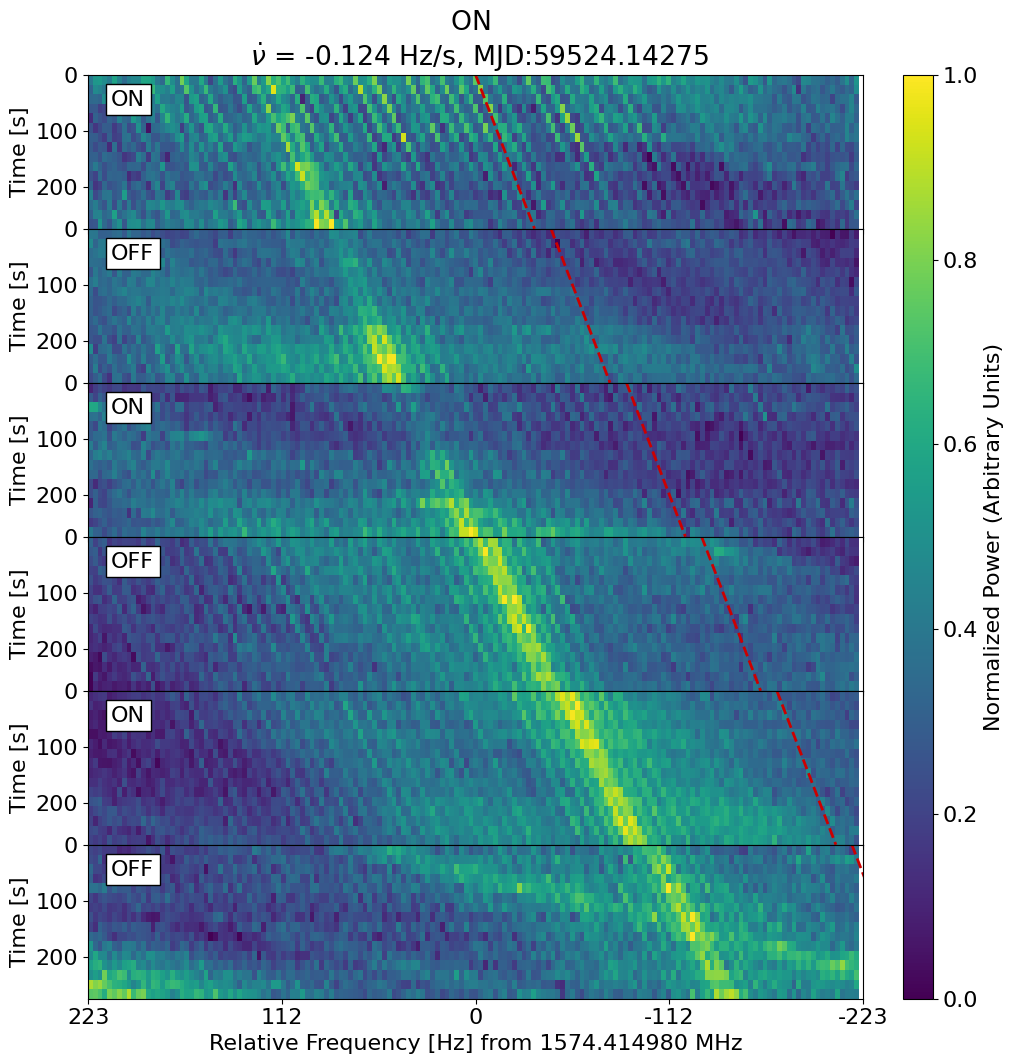 ON
ν̇ = -0.124 Hz/s, MJD:59524.14275
0
ON
100
200
Time [s]
0
OFF
100
200
Time [s]
0
ON
100
200
Time [s]
0
OFF
100
200
Time [s]
0
ON
100
200
Time [s]
0
OFF
100
200
Time [s]
223 112 0 -112 -223
Relative Frequency [Hz] from 1574.414980 MHz
1.0
0.8
0.6
0.4
0.2
0.0
Normalized Power (Arbitrary Units)